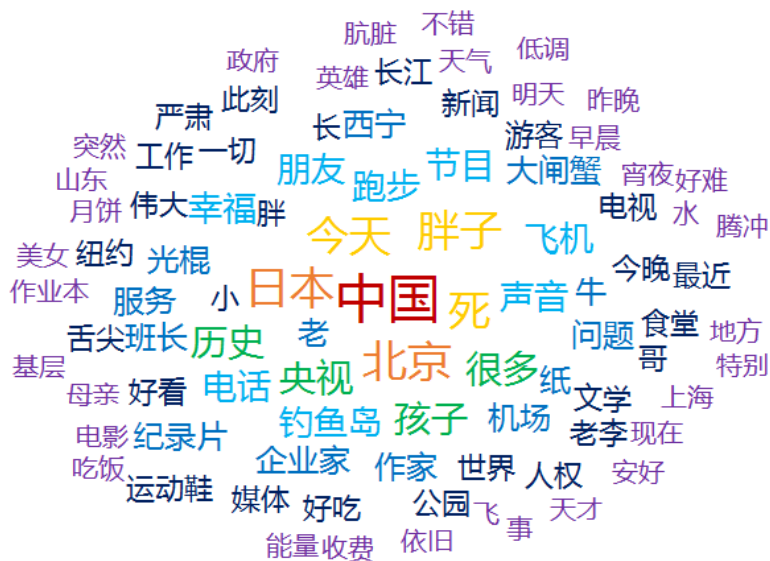 肮脏 不错
政府 英雄 长江 天气 低调
此刻 新闻 明天 昨晚
严肃 长 西宁 游客 早晨
突然 工作 一切 朋友 跑步 节目 大闸蟹 宵夜 好难
山东 月饼 伟大 幸福 胖 今天 胖子 飞机 电视 水 腾冲
美女 纽约 光棍 日本 中国 死 声音 牛 今晚 最近
作业本 服务 小 老 问题 食堂 地方
舌尖 班长 历史 央视 北京 很多 纸 哥 特别
基层 母亲 好看 电话 钓鱼岛 孩子 机场 文学 上海
电影 纪录片 老李 现在
吃饭 企业家 作家 世界 人权 安好
运动鞋 媒体 好吃 公园 飞 事 天才
能量 收费 依旧